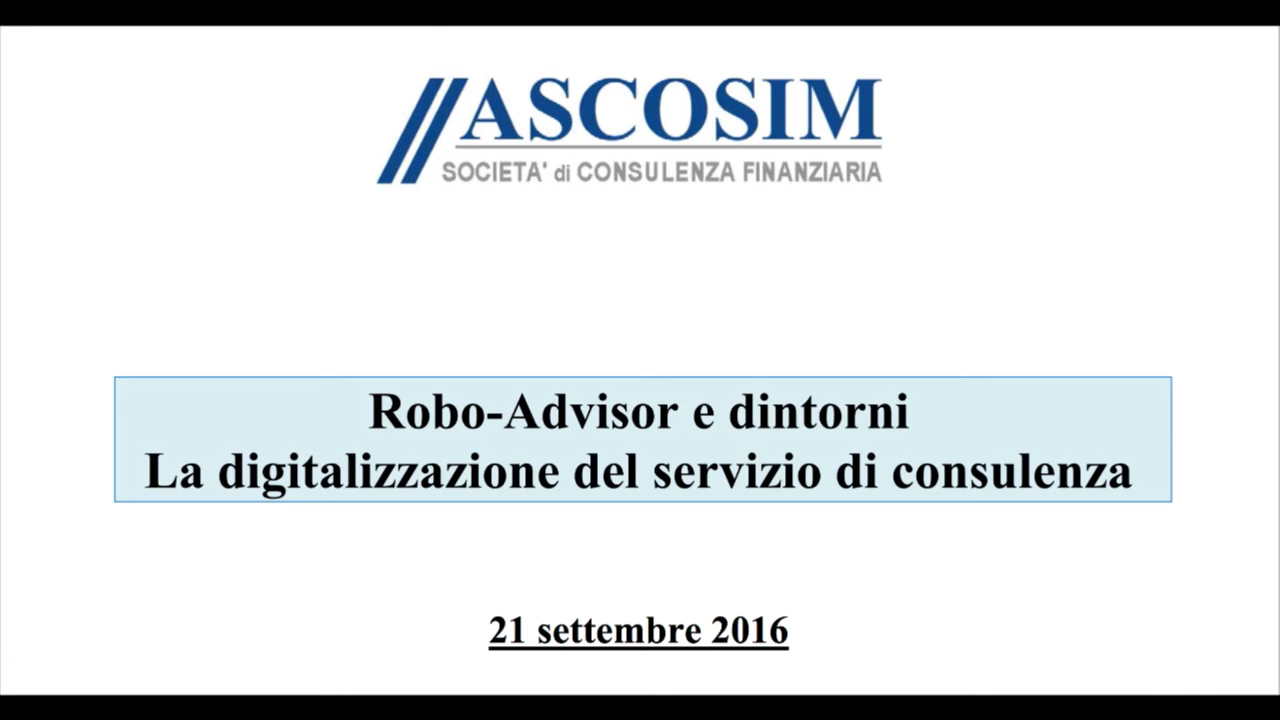 ASCOSIM
SOCIETA' di CONSULENZA FINANZIARIA
Robo-Advisor e dintorni
La digitalizzazione del servizio di consulenza
21 settembre 2016